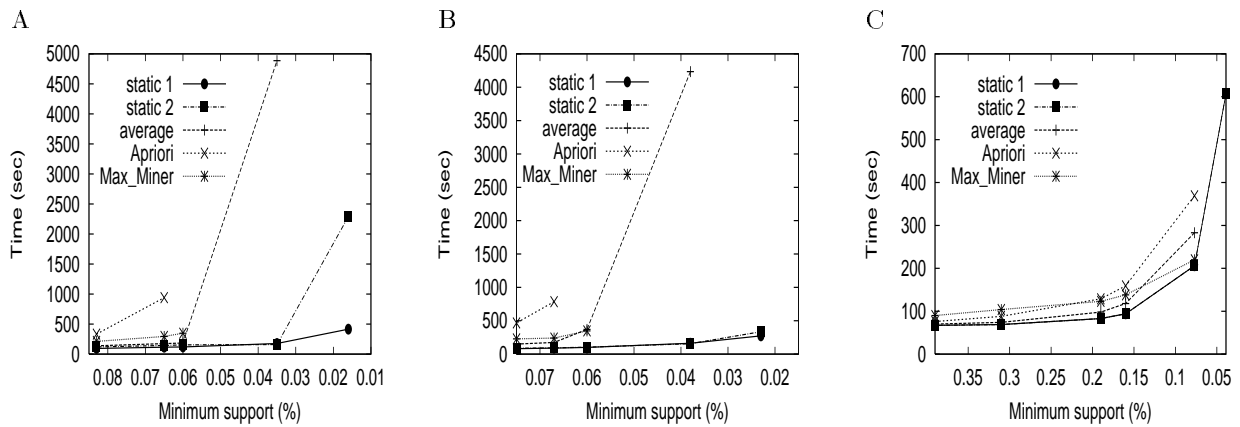 A
5000
4500
4000
3500
3000
2500
2000
1500
1000
500
0
Time (sec)
static 1
static 2
average
Apriori
Max_Miner
0.08 0.07 0.06 0.05 0.04 0.03 0.02 0.01
Minimum support (%)
B
4500
4000
3500
3000
2500
2000
1500
1000
500
0
Time (sec)
static 1
static 2
average
Apriori
Max_Miner
0.07 0.06 0.05 0.04 0.03 0.02
Minimum support (%)
C
700
600
500
400
300
200
100
0
Time (sec)
static 1
static 2
average
Apriori
Max_Miner
0.35 0.3 0.25 0.2 0.15 0.1 0.05
Minimum support (%)